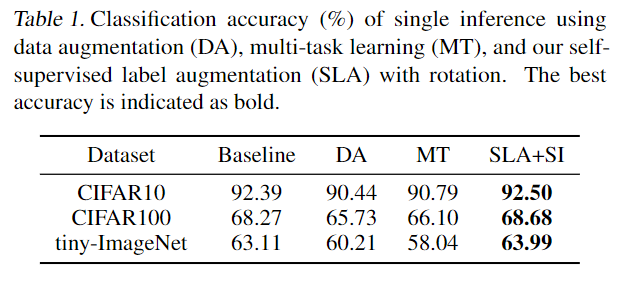 Table 1. Classification accuracy (%) of single inference using
data augmentation (DA), multi-task learning (MT), and our self-
supervised label augmentation (SLA) with rotation. The best
accuracy is indicated as bold.
Dataset Baseline DA MT SLA+SI
CIFAR10 92.39 90.44 90.79 92.50
CIFAR100 68.27 65.73 66.10 68.68
tiny-ImageNet 63.11 60.21 58.04 63.99